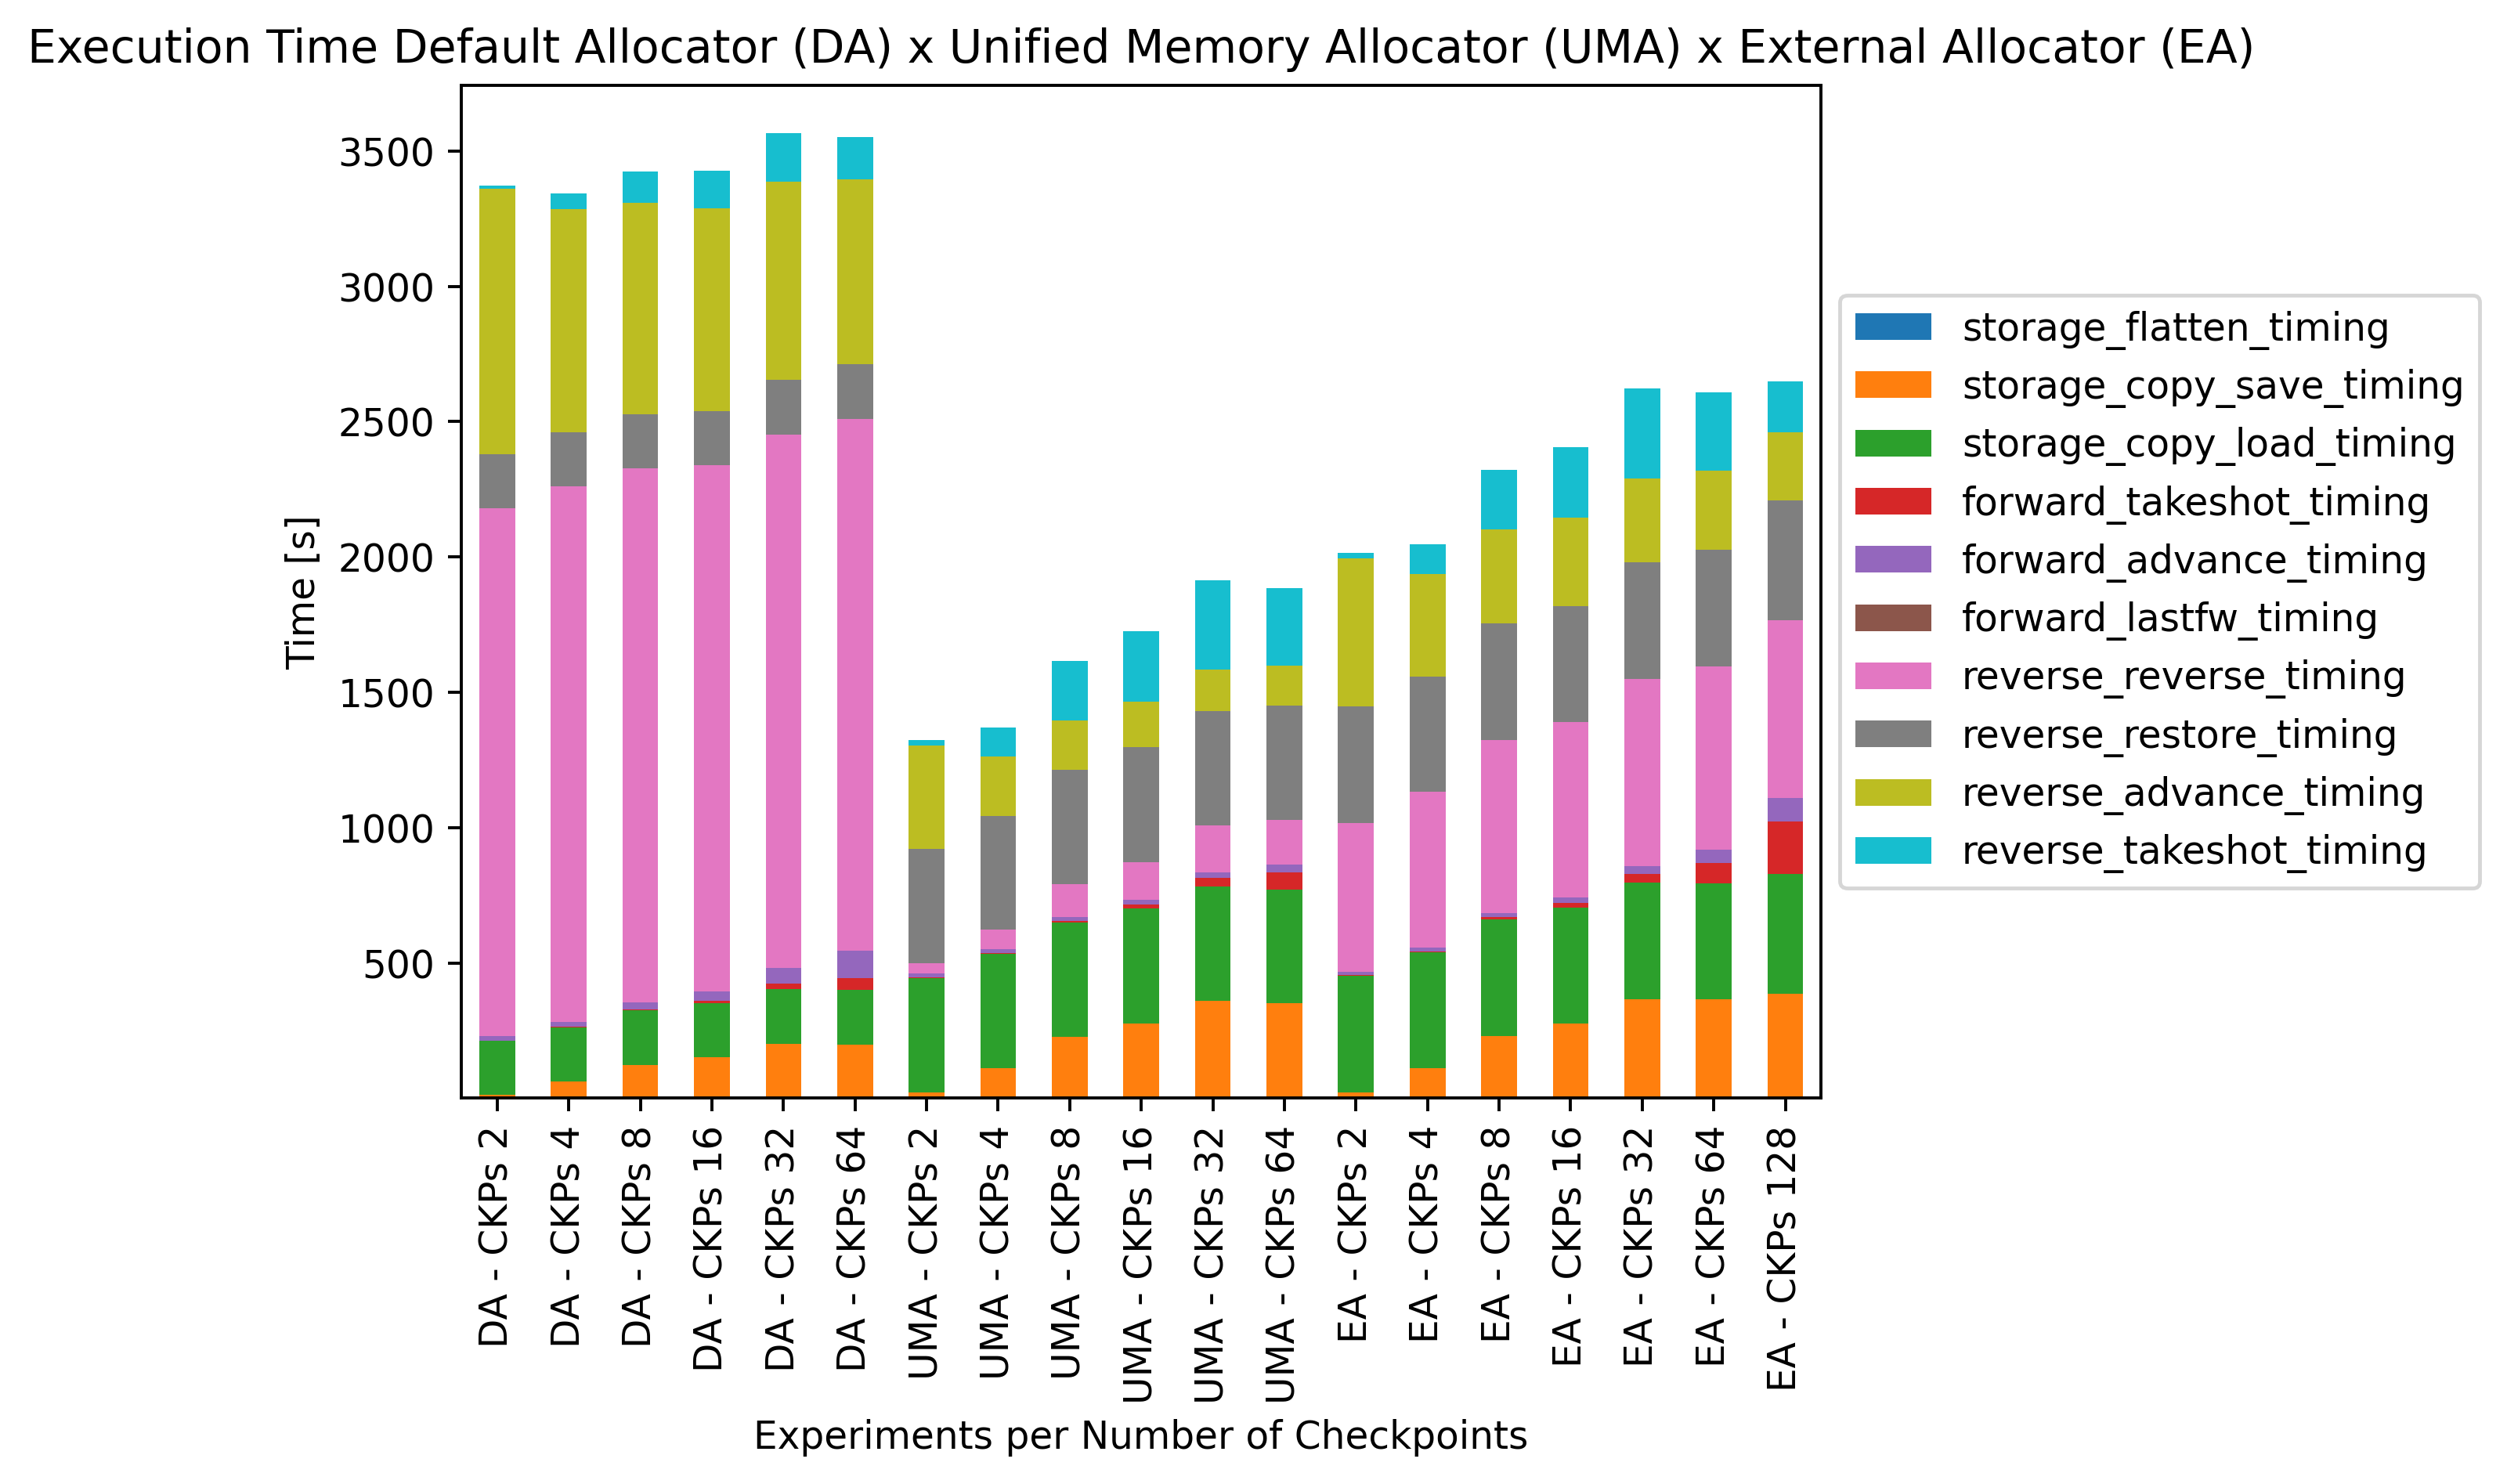 Execution Time Default Allocator (DA) x Unified Memory Allocator (UMA) x External Allocator (EA)
Time [s]
3500
3000
2500
2000
1500
1000
500
DA - CKPs 2
DA - CKPs 4
DA - CKPs 8
DA - CKPs 16
DA - CKPs 32
DA - CKPs 64
UMA - CKPs 2
UMA - CKPs 4
UMA - CKPs 8
UMA - CKPs 16
UMA - CKPs 32
UMA - CKPs 64
EA - CKPs 2
EA - CKPs 4
EA - CKPs 8
EA - CKPs 16
EA - CKPs 32
EA - CKPs 64
EA - CKPs 128
Experiments per Number of Checkpoints
storage_flatten_timing
storage_copy_save_timing
storage_copy_load_timing
forward_takeshot_timing
forward_advance_timing
forward_lastfw_timing
reverse_reverse_timing
reverse_restore_timing
reverse_advance_timing
reverse_takeshot_timing